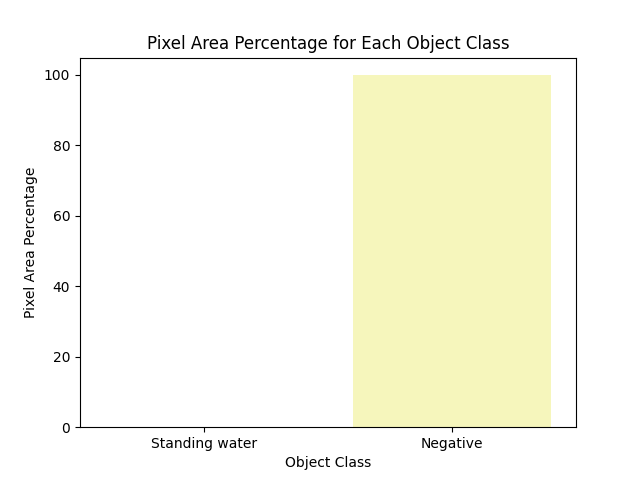 Pixel Area Percentage for Each Object Class
100
80
60
40
20
0
Pixel Area Percentage
Standing water
Negative
Object Class